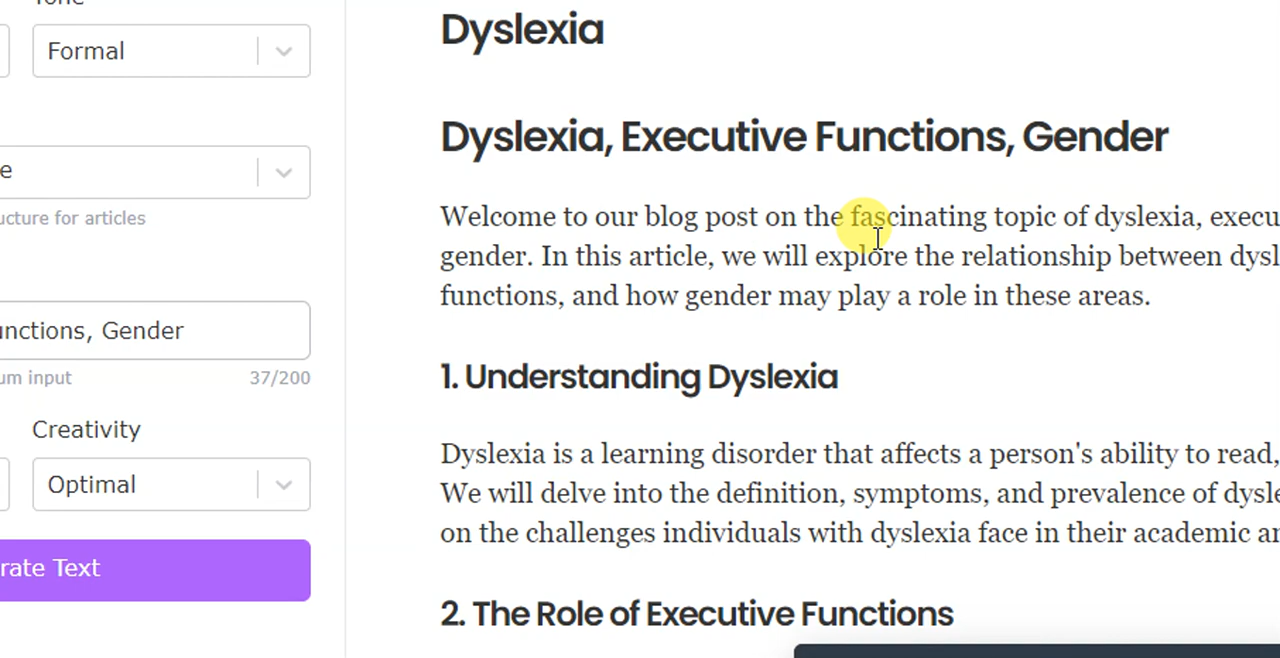 Tone
Formal
e
ucture for articles
unctions, Gender
um input
37/200
Creativity
Optimal
rate Text
Dyslexia
Dyslexia, Executive Functions, Gender
Welcome to our blog post on the fascinating topic of dyslexia, execu
gender. In this article, we will explore the relationship between dysl
functions, and how gender may play a role in these areas.
1. Understanding Dyslexia
Dyslexia is a learning disorder that affects a person's ability to read,
We will delve into the definition, symptoms, and prevalence of dysle
on the challenges individuals with dyslexia face in their academic an
2. The Role of Executive Functions